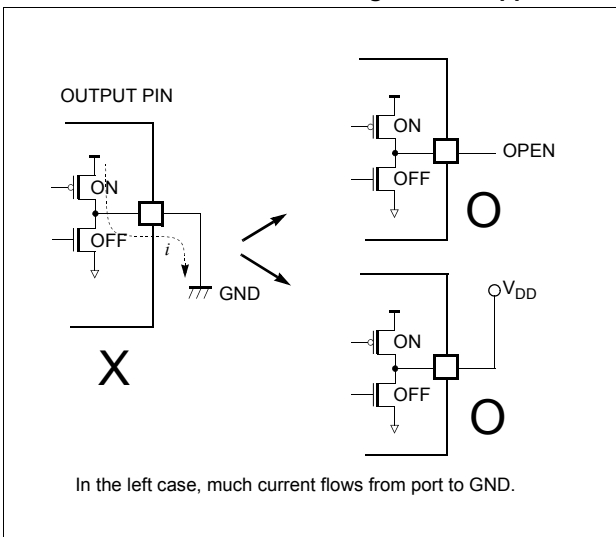 OUTPUT PIN
ON
OFF
i
GND
X
ON
OFF
OPEN
O
V_DD
ON
OFF
O
In the left case, much current flows from port to GND.